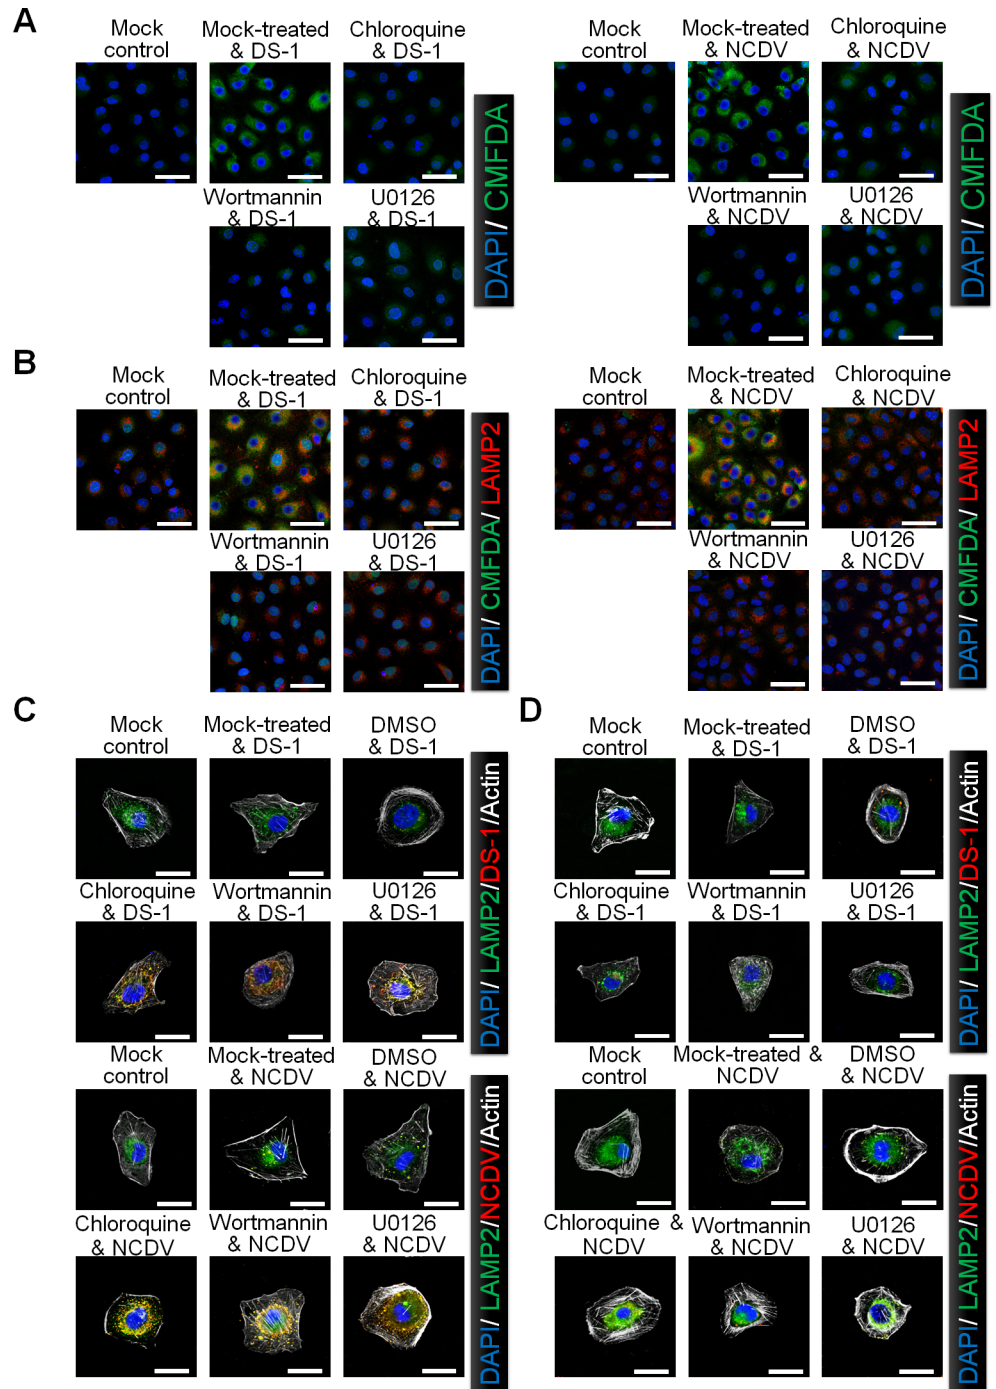 A
Mock control
Mock-treated & DS-1
Chloroquine & DS-1
Wortmannin & DS-1
U0126 & DS-1
DAPI/ CMFDA
Mock control
Mock-treated & NCDV
Chloroquine & NCDV
Wortmannin & NCDV
U0126 & NCDV
DAPI/ CMFDA
B
Mock control
Mock-treated & DS-1
Chloroquine & DS-1
Wortmannin & DS-1
U0126 & DS-1
DAPI/ CMFDA/ LAMP2
Mock control
Mock-treated & NCDV
Chloroquine & NCDV
Wortmannin & NCDV
U0126 & NCDV
DAPI/ CMFDA/ LAMP2
C
Mock control
Mock-treated & DS-1
DMSO & DS-1
Chloroquine & DS-1
Wortmannin & DS-1
U0126 & DS-1
DAPI/ LAMP2/DS-1/Actin
Mock control
Mock-treated & NCDV
DMSO & NCDV
Chloroquine & NCDV
Wortmannin & NCDV
U0126 & NCDV
DAPI/ LAMP2/NCDV/Actin
D
Mock control
Mock-treated & DS-1
DMSO & DS-1
Chloroquine & DS-1
Wortmannin & DS-1
U0126 & DS-1
DAPI/ LAMP2/DS-1/Actin
Mock control
Mock-treated & NCDV
DMSO & NCDV
Chloroquine & NCDV
Wortmannin & NCDV
U0126 & NCDV
DAPI/ LAMP2/NCDV/Actin